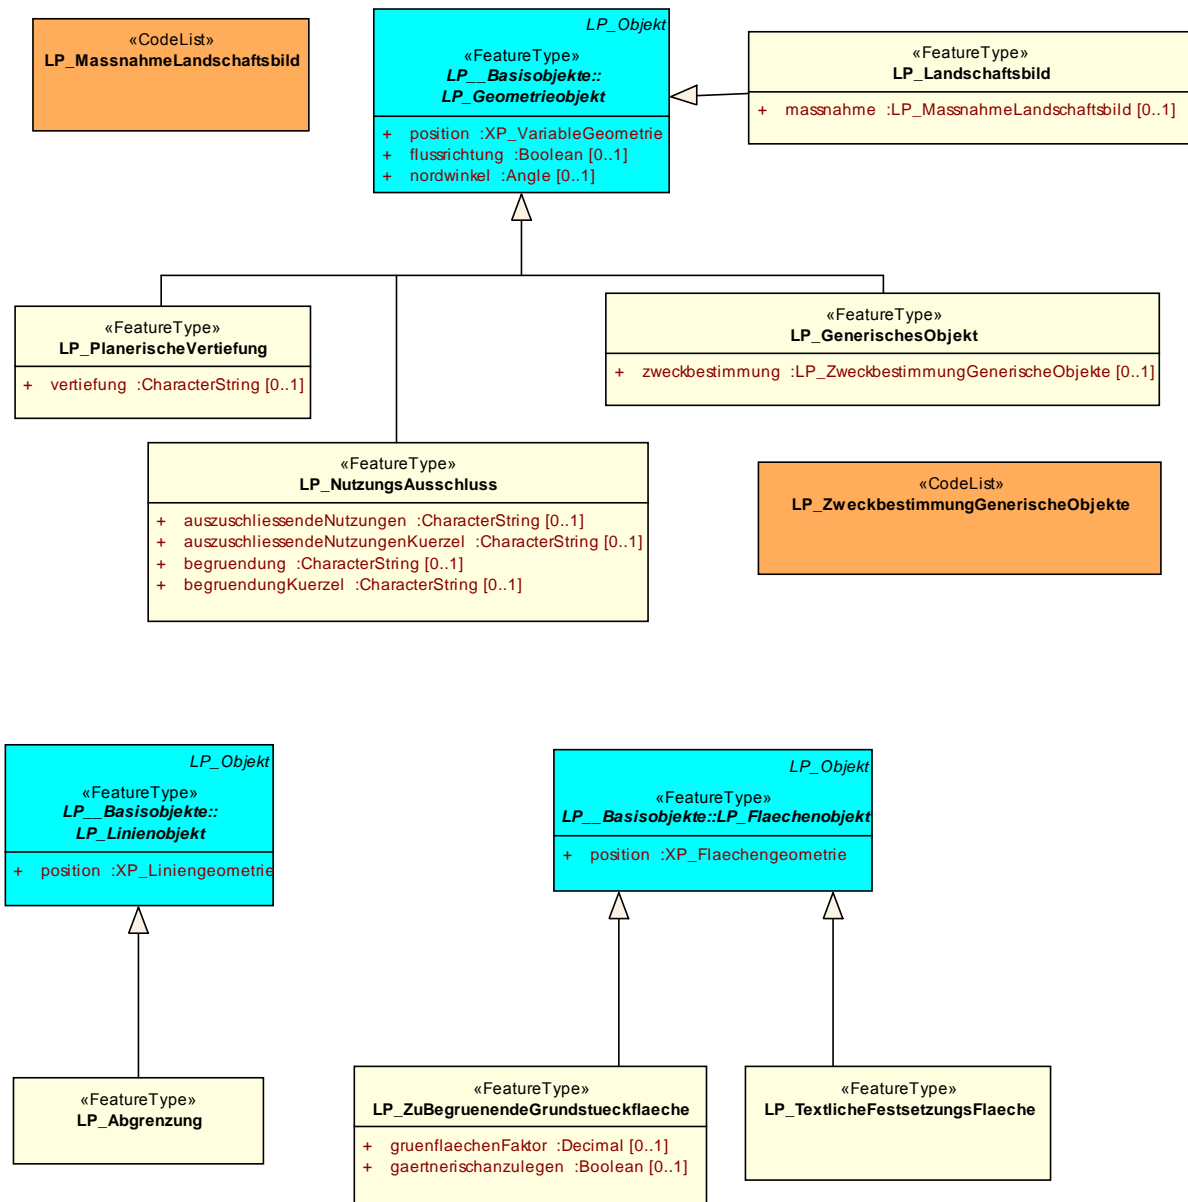 «CodeList»
LP_MassnahmeLandschaftsbild
LP_Objekt
«FeatureType»
LP__Basisobjekte::
LP_Geometrieobjekt
+ position :XP_VariableGeometrie
+ flussrichtung :Boolean [0..1]
+ nordwinkel :Angle [0..1]
«FeatureType»
LP_Landschaftsbild
+ massnahme :LP_MassnahmeLandschaftsbild [0..1]
«FeatureType»
LP_PlanerischeVertiefung
+ vertiefung :CharacterString [0..1]
«FeatureType»
LP_GenerischesObjekt
+ zweckbestimmung :LP_ZweckbestimmungGenerischeObjekte [0..1]
«FeatureType»
LP_NutzungsAusschluss
+ auszuschliessendeNutzungen :CharacterString [0..1]
+ auszuschliessendeNutzungenKuerzel :CharacterString [0..1]
+ begruendung :CharacterString [0..1]
+ begruendungKuerzel :CharacterString [0..1]
«CodeList»
LP_ZweckbestimmungGenerischeObjekte
LP_Objekt
«FeatureType»
LP__Basisobjekte::
LP_Linienobjekt
+ position :XP_Liniengeometrie
LP_Objekt
«FeatureType»
LP__Basisobjekte::LP_Flaechenobjekt
+ position :XP_Flaechengeometrie
«FeatureType»
LP_Abgrenzung
«FeatureType»
LP_ZuBegruenendeGrundstueckflaeche
+ gruenflaechenFaktor :Decimal [0..1]
+ gaertnerischanzulegen :Boolean [0..1]
«FeatureType»
LP_TextlicheFestsetzungsFlaeche